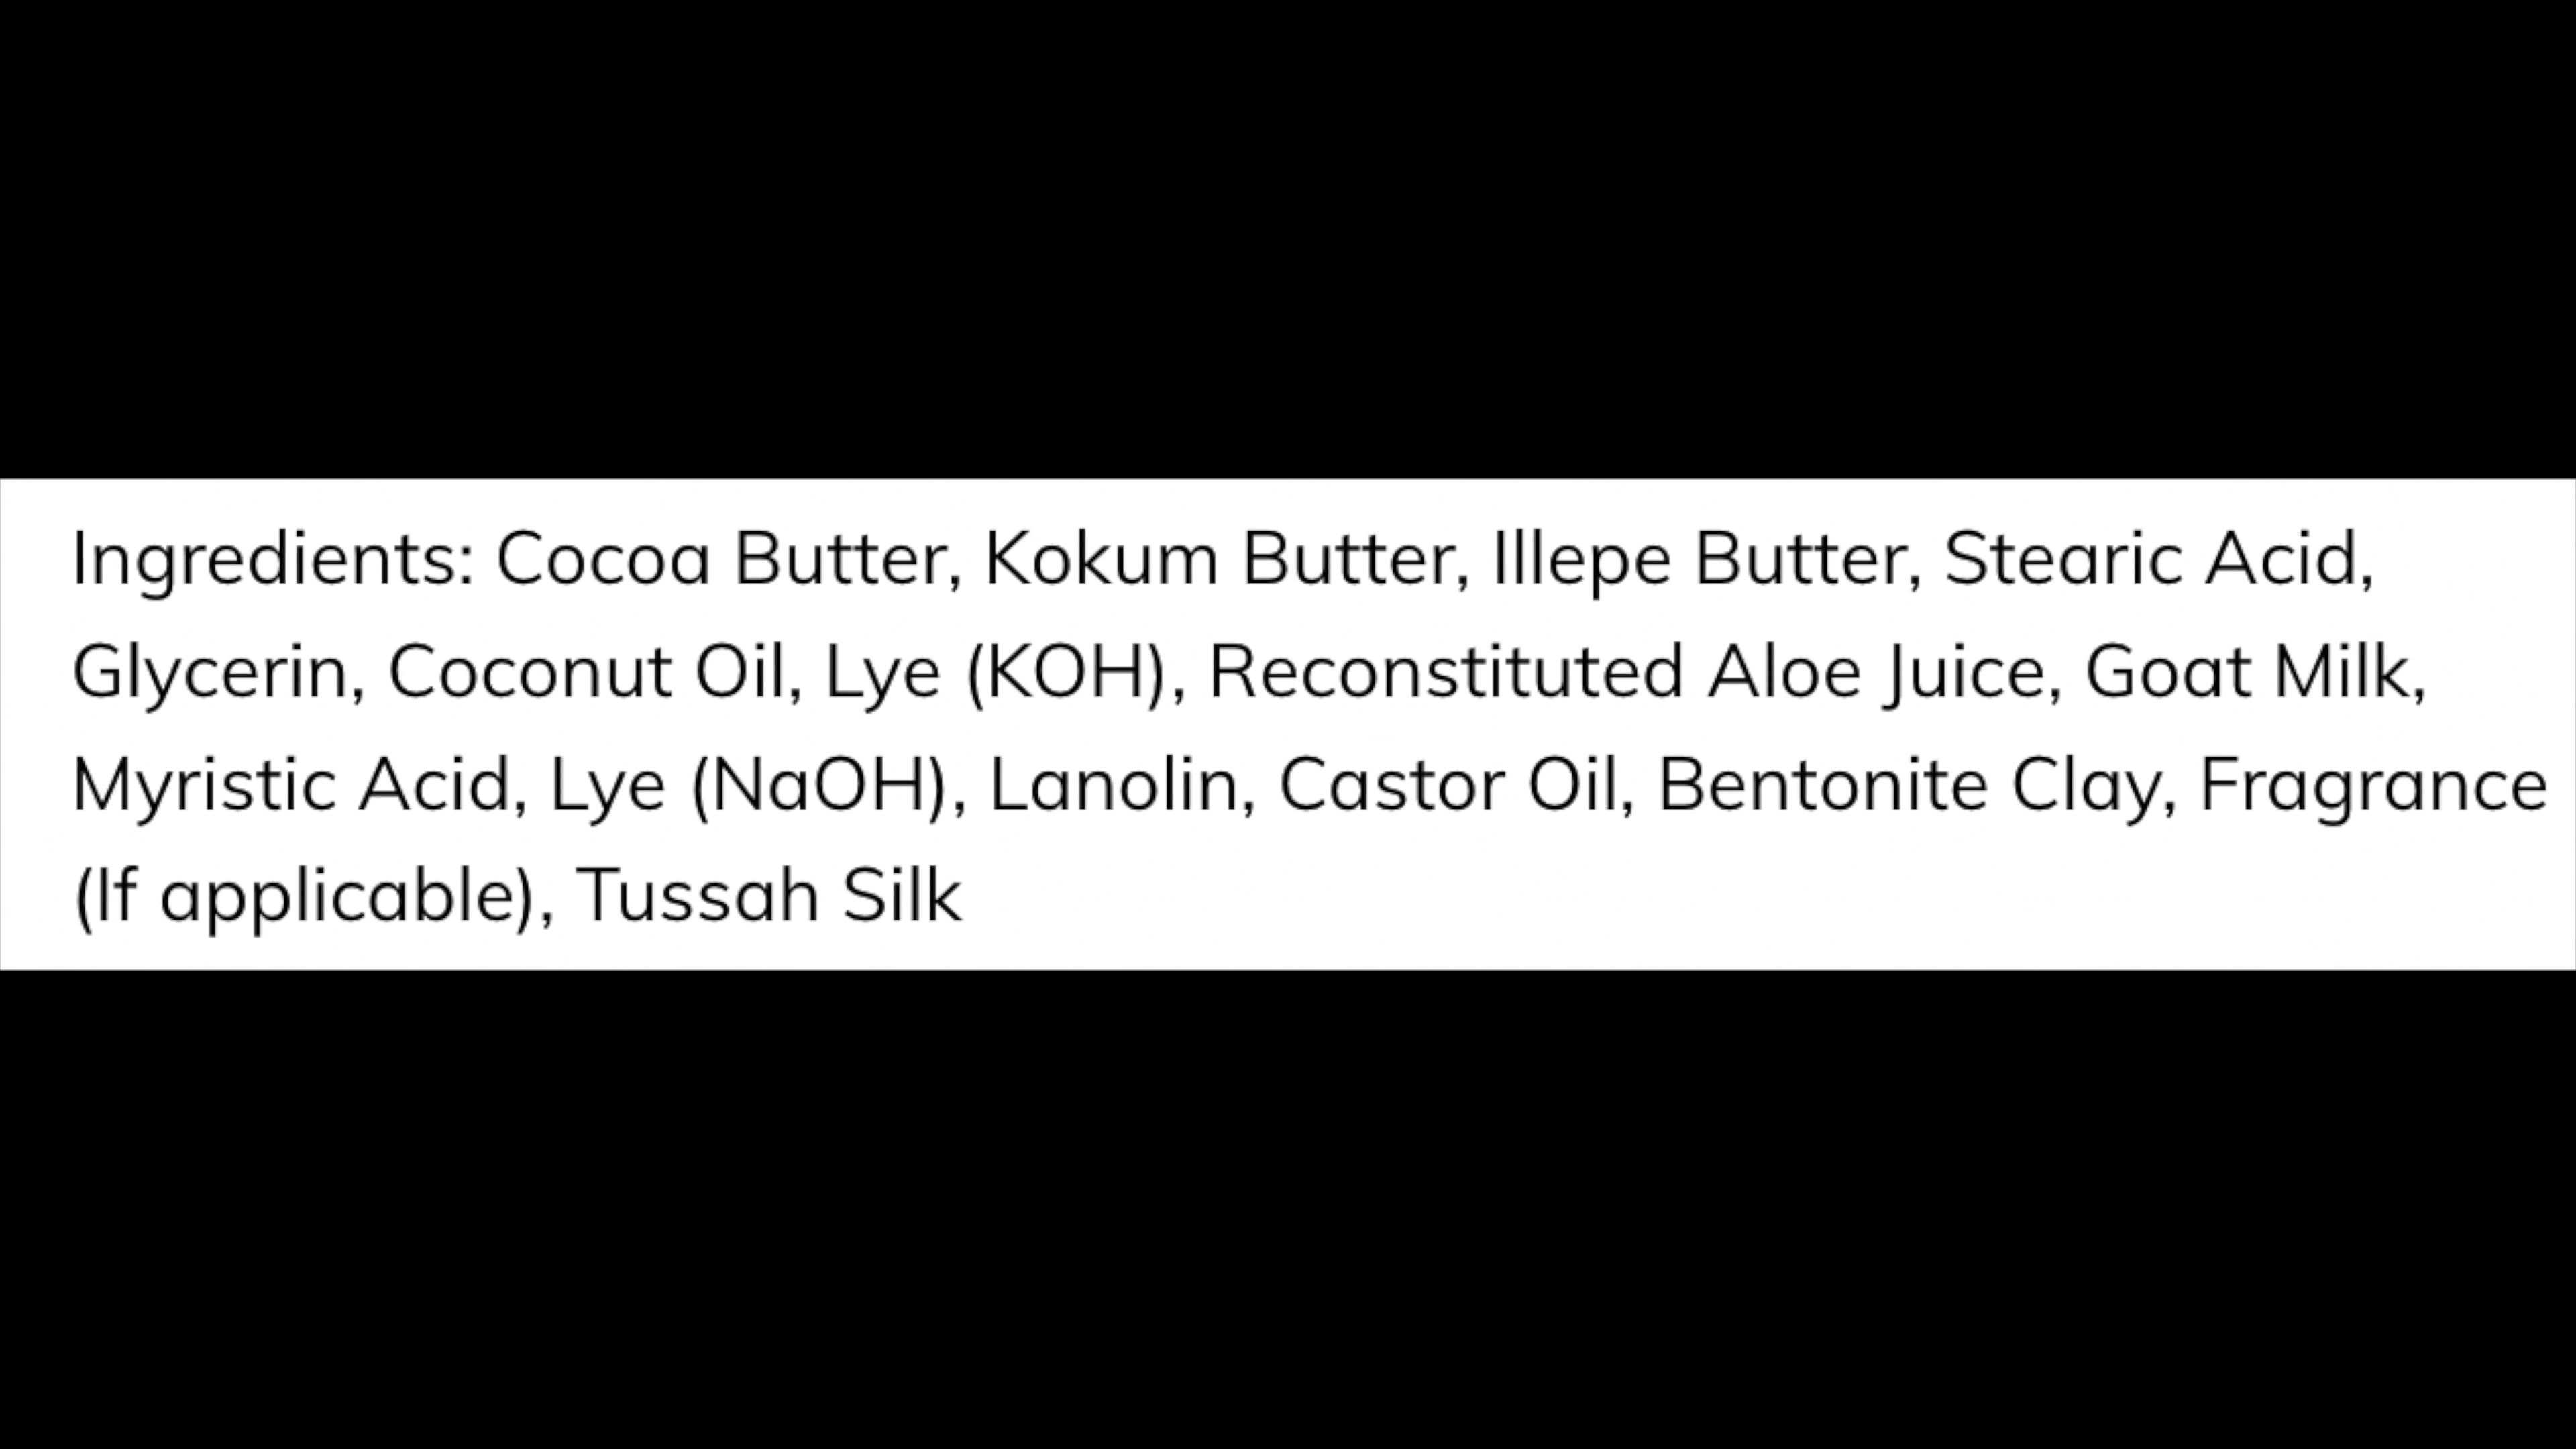 Ingredients: Cocoa Butter, Kokum Butter, Illepe Butter, Stearic Acid,
Glycerin, Coconut Oil, Lye (KOH), Reconstituted Aloe Juice, Goat Milk,
Myristic Acid, Lye (NaOH), Lanolin, Castor Oil, Bentonite Clay, Fragrance
(If applicable), Tussah Silk